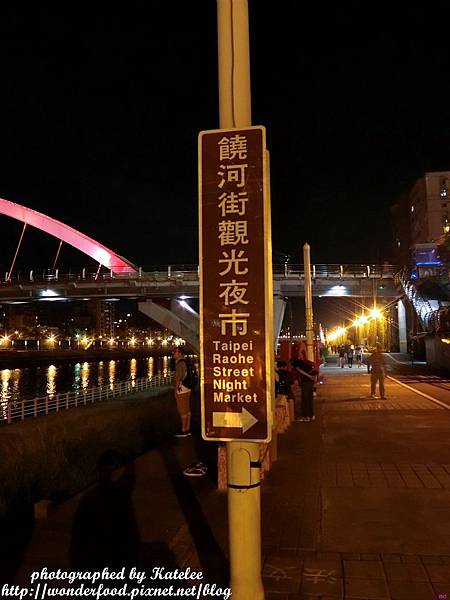 饒河街觀光夜市
Taipei
Raohe
Street
Night
Market
photographed by Katelee
http://wonderfood.pixnet.net/blog